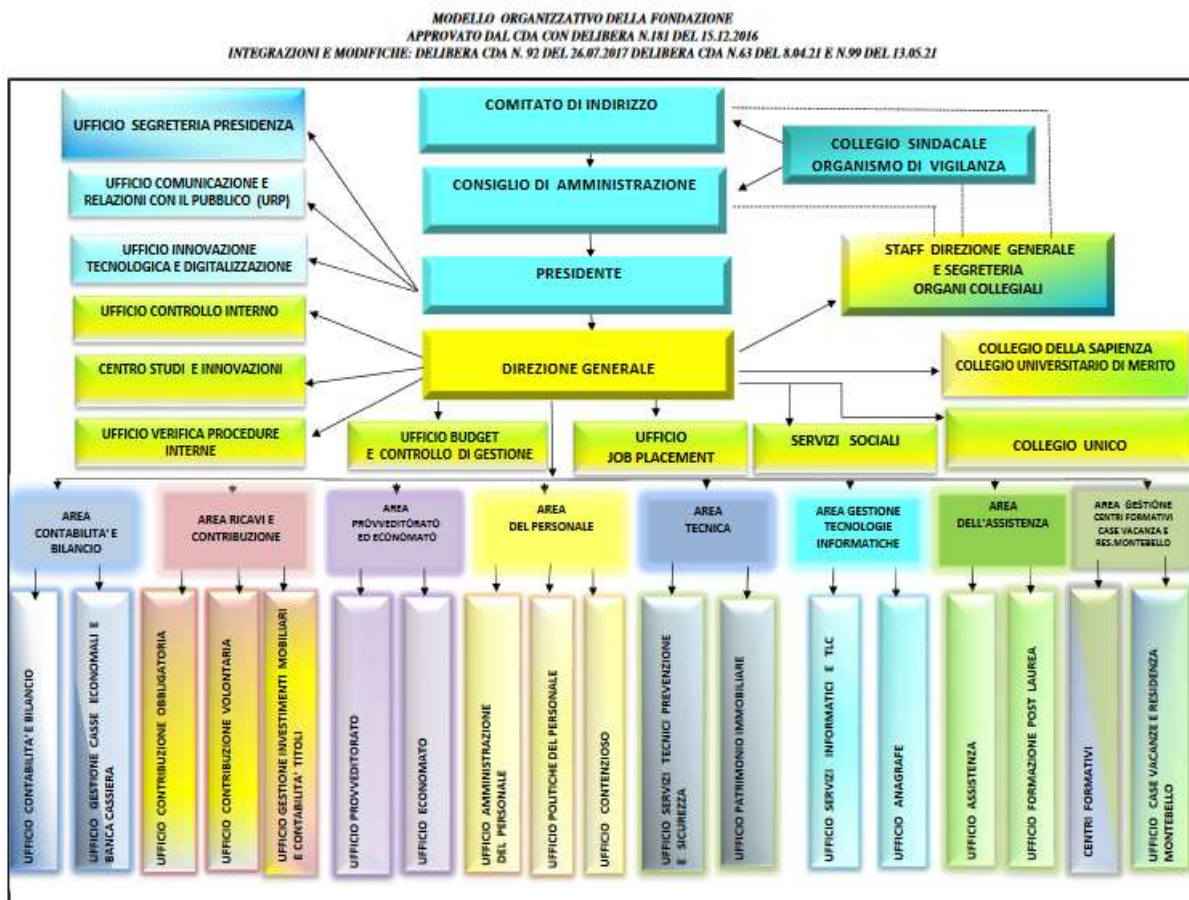 MODELLO ORGANIZZATIVO DELLA FONDAZIONE
APPROVATO DAL CDA CON DELIBERA N.181 DEL 15.12.2016
INTEGRAZIONI E MODIFICHE: DELIBERA CDA N. 92 DEL 26.07.2017 DELIBERA CDA N.63 DEL 8.04.21 E N.99 DEL 13.05.21
COMITATO DI INDIRIZZO
UFFICIO SEGRETERIA PRESIDENZA
COLLEGIO SINDACALE
ORGANISMO DI VIGILANZA
CONSIGLIO DI AMMINISTRAZIONE
UFFICIO COMUNICAZIONE E
RELAZIONI CON IL PUBBLICO (URP)
UFFICIO INNOVAZIONE
TECNOLOGICA E DIGITALIZZAZIONE
STAFF DIREZIONE GENERALE
E SEGRETERIA
ORGANI COLLEGIALI
PRESIDENTE
UFFICIO CONTROLLO INTERNO
CENTRO STUDI E INNOVAZIONI
DIREZIONE GENERALE
COLLEGIO DELLA SAPIENZA
COLLEGIO UNIVERSITARIO DI MERITO
UFFICIO VERIFICA PROCEDURE
INTERNE
UFFICIO BUDGET
E CONTROLLO DI GESTIONE
UFFICIO
JOB PLACEMENT
SERVIZI SOCIALI
COLLEGIO UNICO
AREA
CONTABILITA' E
BILANCIO
AREA RICAVI E
CONTRIBUZIONE
AREA
PROVVEDITORATO
ED ECONOMATO
AREA
DEL PERSONALE
AREA
TECNICA
AREA GESTIONE
TECNOLOGIE
INFORMATICHE
AREA
DELL'ASSISTENZA
AREA GESTIONE
CENTRI FORMATIVI
CASE VACANZA E
RES.MONTEBELLO
UFFICIO CONTABILITA' E BILANCIO
UFFICIO GESTIONE CASSE ECONOMALI E
BANCA CASSIERA
UFFICIO CONTRIBUZIONE OBBLIGATORIA
UFFICIO CONTRIBUZIONE VOLONTARIA
UFFICIO GESTIONE INVESTIMENTI MOBILIARI
E CONTABILITA' TITOLI
UFFICIO PROVVEDITORATO
UFFICIO ECONOMATO
UFFICIO AMMINISTRAZIONE
DEL PERSONALE
UFFICIO POLITICHE DEL PERSONALE
UFFICIO CONTENZIOSO
UFFICIO SERVIZI TECNICI PREVENZIONE
E SICUREZZA
UFFICIO PATRIMONIO IMMOBILIARE
UFFICIO SERVIZI INFORMATICI E TLC
UFFICIO ANAGRAFE
UFFICIO ASSISTENZA
UFFICIO FORMAZIONE POST LAUREA
CENTRI FORMATIVI
UFFICIO CASE VACANZE E RESIDENZA
MONTEBELLO